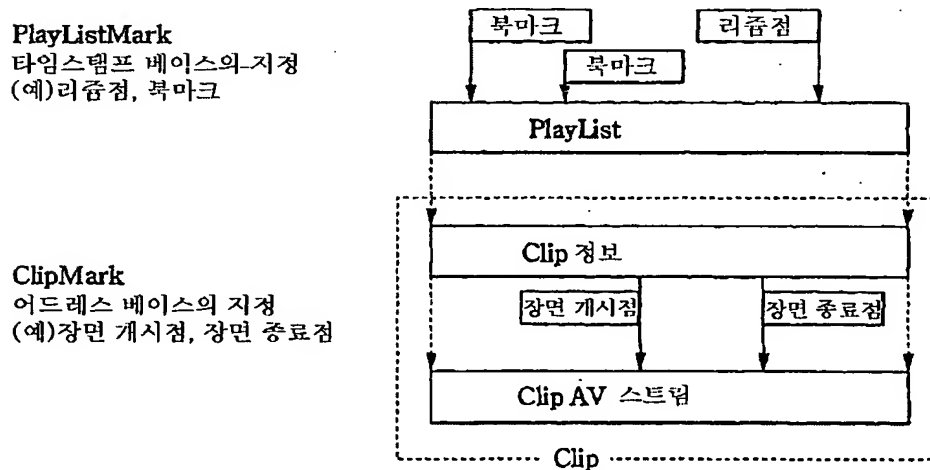 PlayListMark
타임스탬프 베이스의 지정
(예)리줌점, 북마크
북마크
리줌점
북마크
PlayList
ClipMark
어드레스 베이스의 지정
(예)장면 개시점, 장면 종료점
Clip 정보
장면 개시점
장면 종료점
Clip AV 스트림
Clip